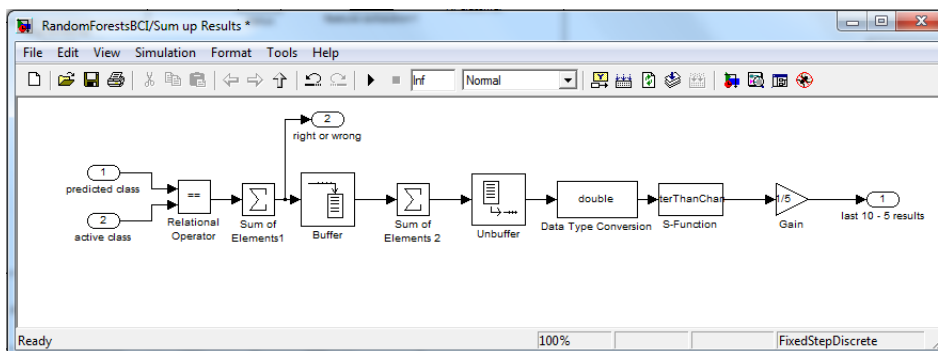 RandomForestsBCI/Sum up Results *
File Edit View Simulation Format Tools Help
Inf Normal
2
right or wrong
1
predicted class
2
active class
==
Relational
Operator
Σ
Sum of
Elements1
Buffer
Σ
Sum of
Elements 2
Unbuffer
double
Data Type Conversion
terThanChan
S-Function
1/5
Gain
1
last 10 - 5 results
Ready 100% FixedStepDiscrete